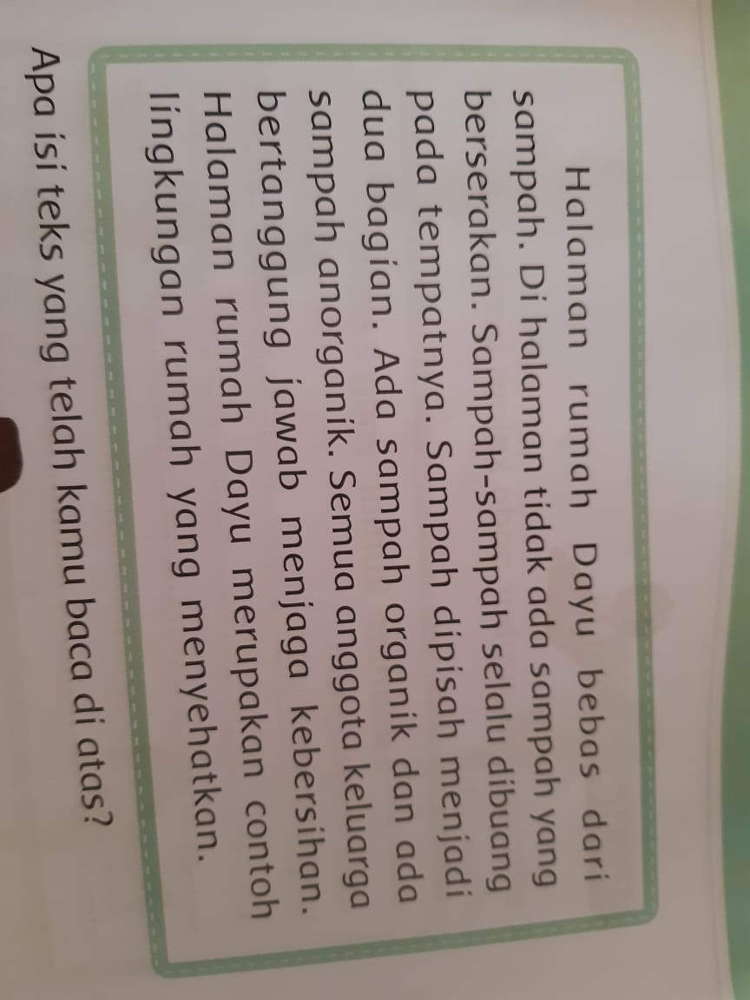 Halaman rumah Dayu bebas dari
sampah. Di halaman tidak ada sampah yang
berserakan. Sampah-sampah selalu dibuang
pada tempatnya. Sampah dipisah menjadi
dua bagian. Ada sampah organik dan ada
sampah anorganik. Semua anggota keluarga
bertanggung jawab menjaga kebersihan.
Halaman rumah Dayu merupakan contoh
lingkungan rumah yang menyehatkan.
Apa isi teks yang telah kamu baca di atas?